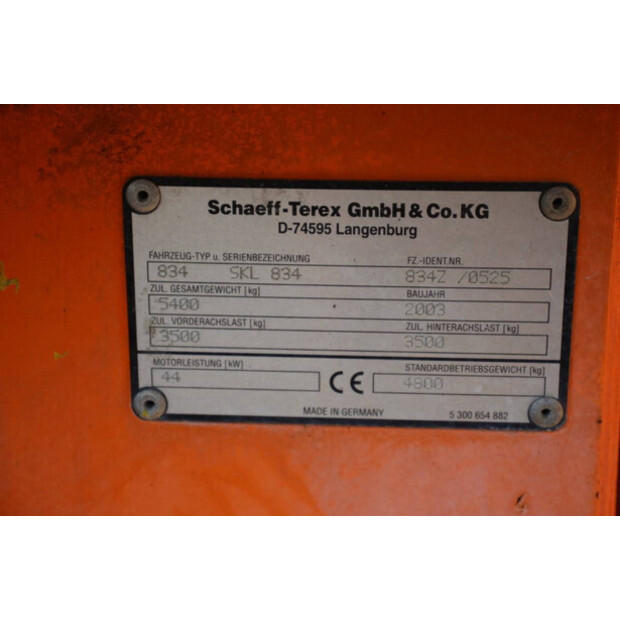 Schaeff-Terex GmbH & Co. KG
D-74595 Langenburg
FAHRZEUG-TYP u. SERIENBEZEICHNUNG FZ.-IDENT.NR.
834 SKL 834 834Z /0525
ZUL. GESAMTGEWICHT [kg] BAUJAHR
5400 2003
ZUL. VORDERACHSLAST [kg] ZUL. HINTERACHSLAST [kg]
3500 3500
MOTORLEISTUNG [kW] STANDARDBETRIEBSGEWICHT [kg]
44 CE 4800
MADE IN GERMANY 5 300 654 882